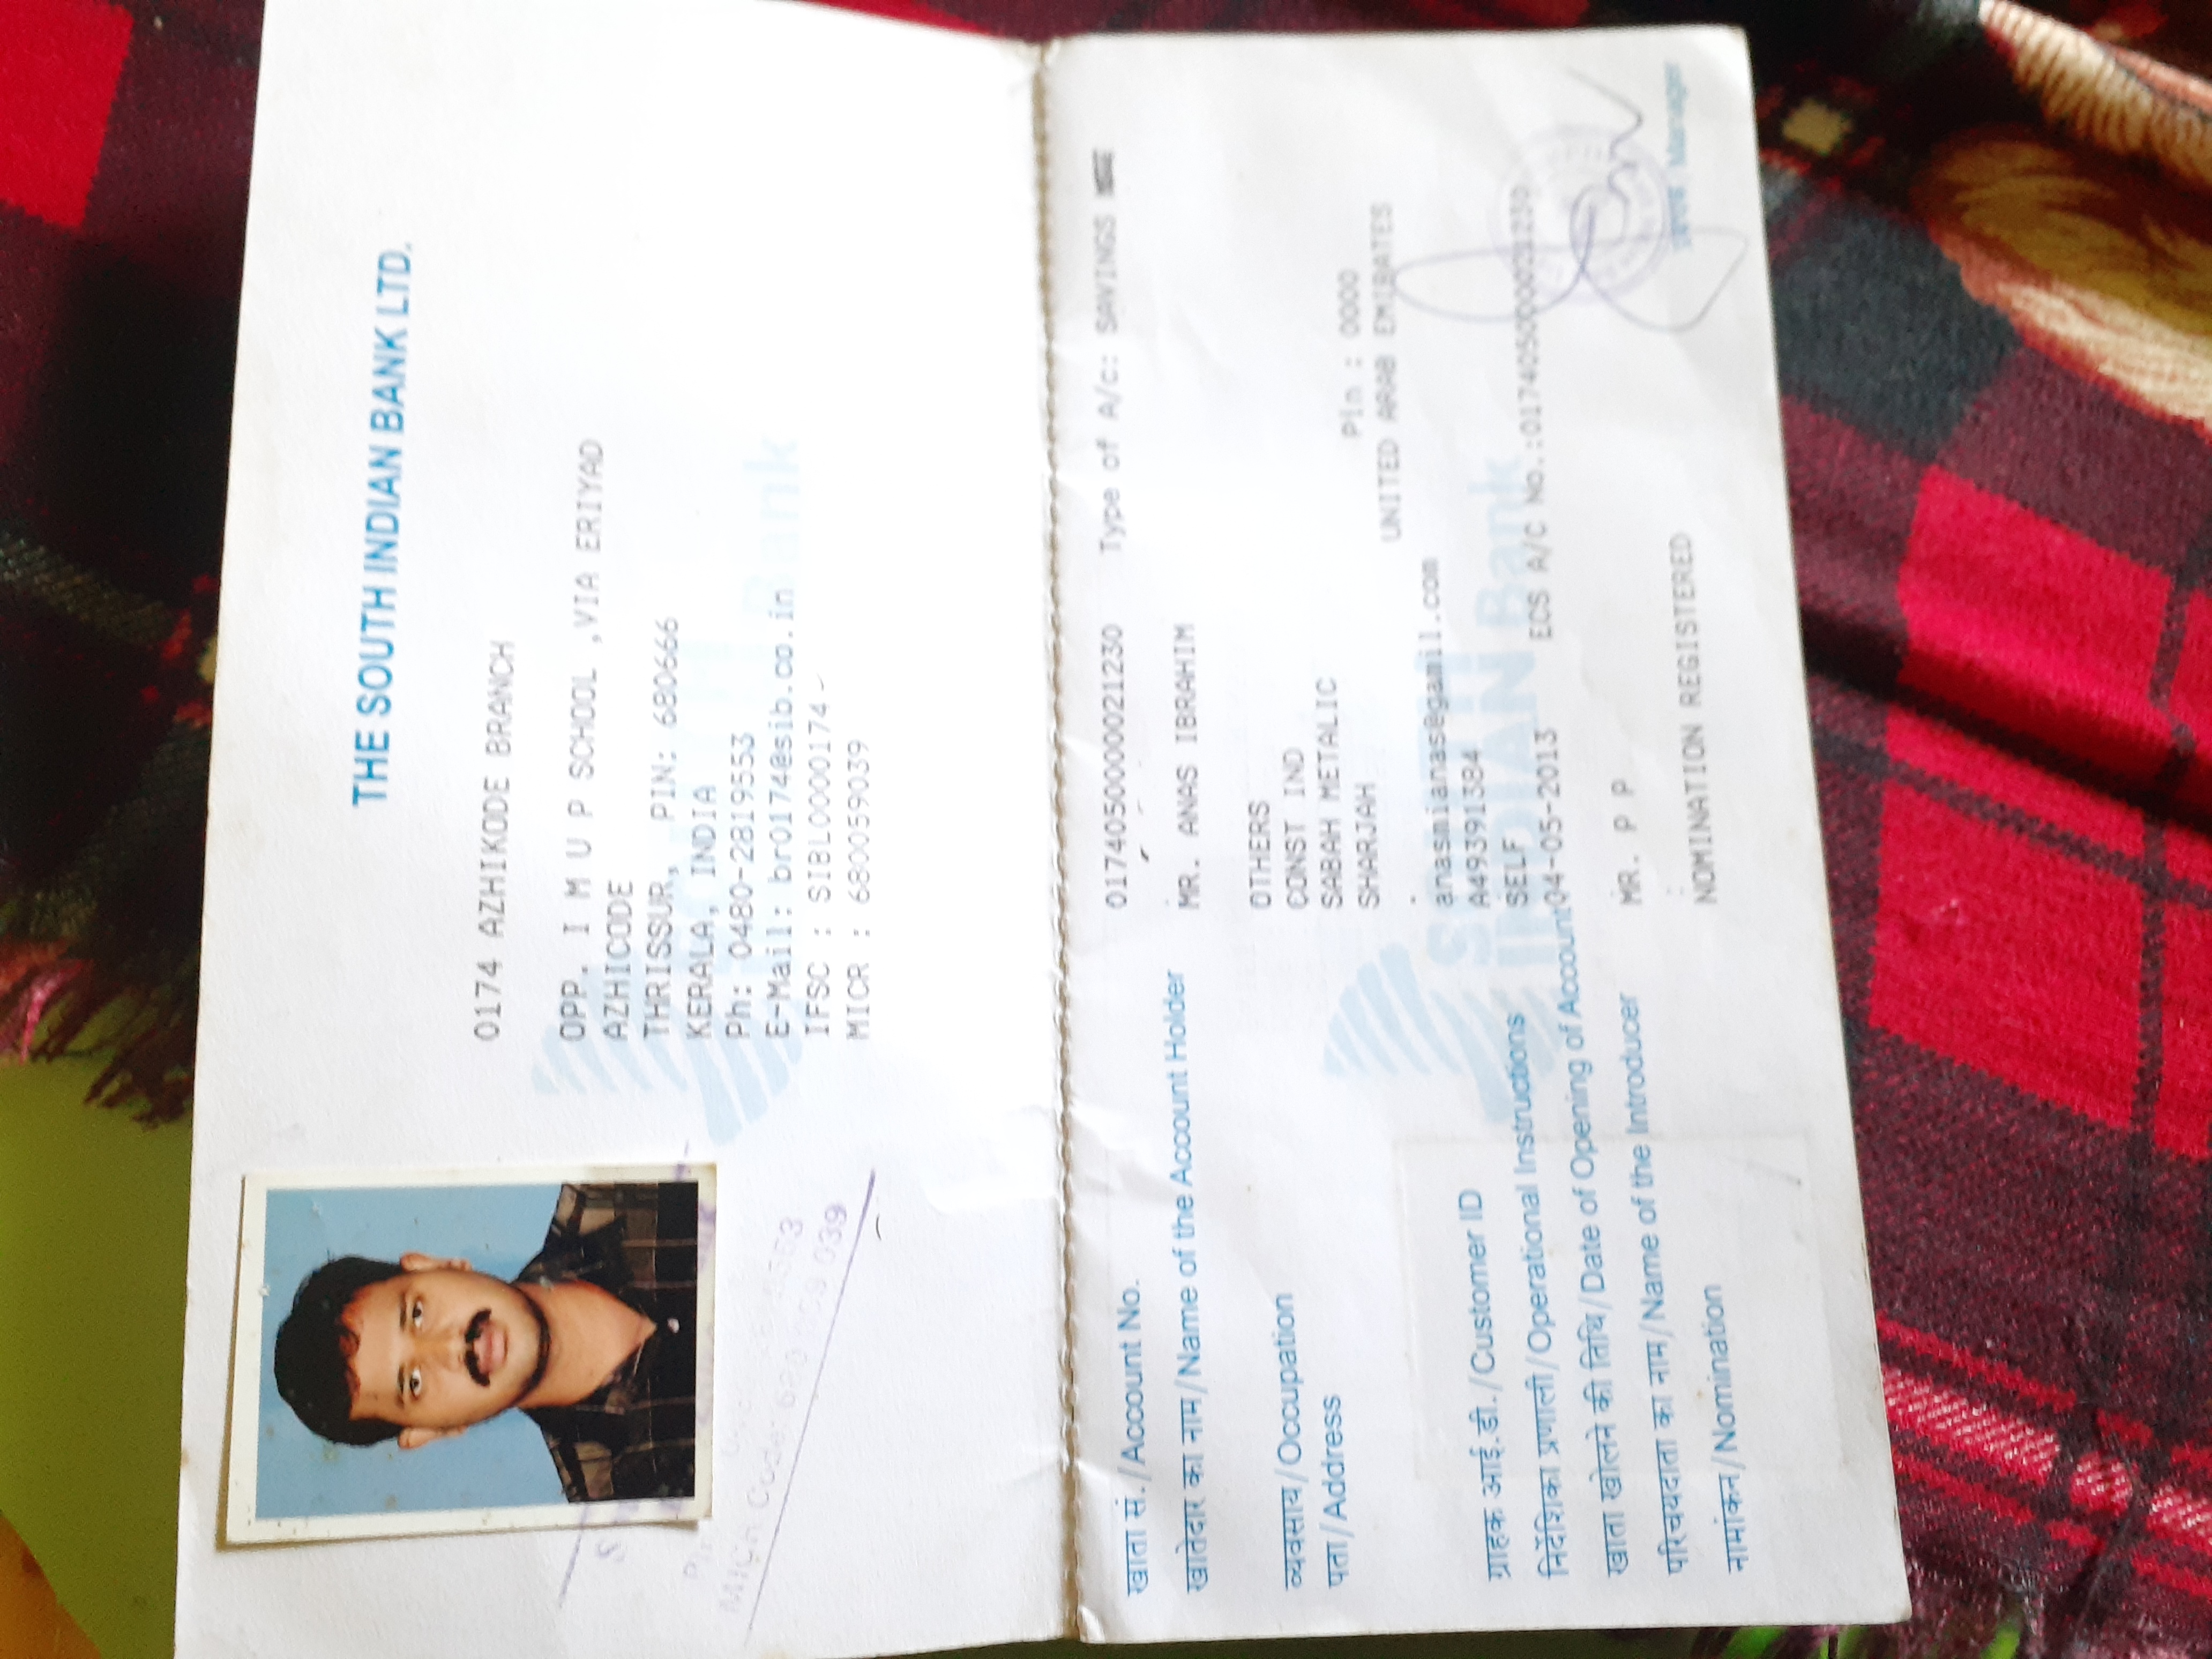 THE SOUTH INDIAN BANK LTD.
0174 AZHIKODE BRANCH
OPP. I M U P SCHOOL ,VIA ERIYAD
AZHICODE
THRISSUR, PIN: 680666
KERALA, INDIA
Ph: 0480-2819553
E-Mail: br0174@sib.co.in
IFSC : SIBL0000174
MICR : 680059039
MICR Code: 680 059 039
खाता सं./Account No. 0174050000021230 Type of A/c: SAVINGS
खातेदार का नाम/Name of the Account Holder MR. ANAS IBRAHIM
व्यवसाय/Occupation OTHERS
पता/Address CONST IND
SABAH METALIC
SHARJAH Pin : 0000
UNITED ARAB EMIRATES
anasmianas@gamil.com
ग्राहक आई.डी./Customer ID A49391384
निर्देशिका प्रणाली/Operational Instructions SELF
खाता खोलने की तिथि/Date of Opening of Account 04-05-2013 ECS A/C No.:0174050000021230
परिचयदाता का नाम/Name of the Introducer MR. P P
नामांकन/Nomination NOMINATION REGISTERED
Manager
SOUTH
INDIAN Bank